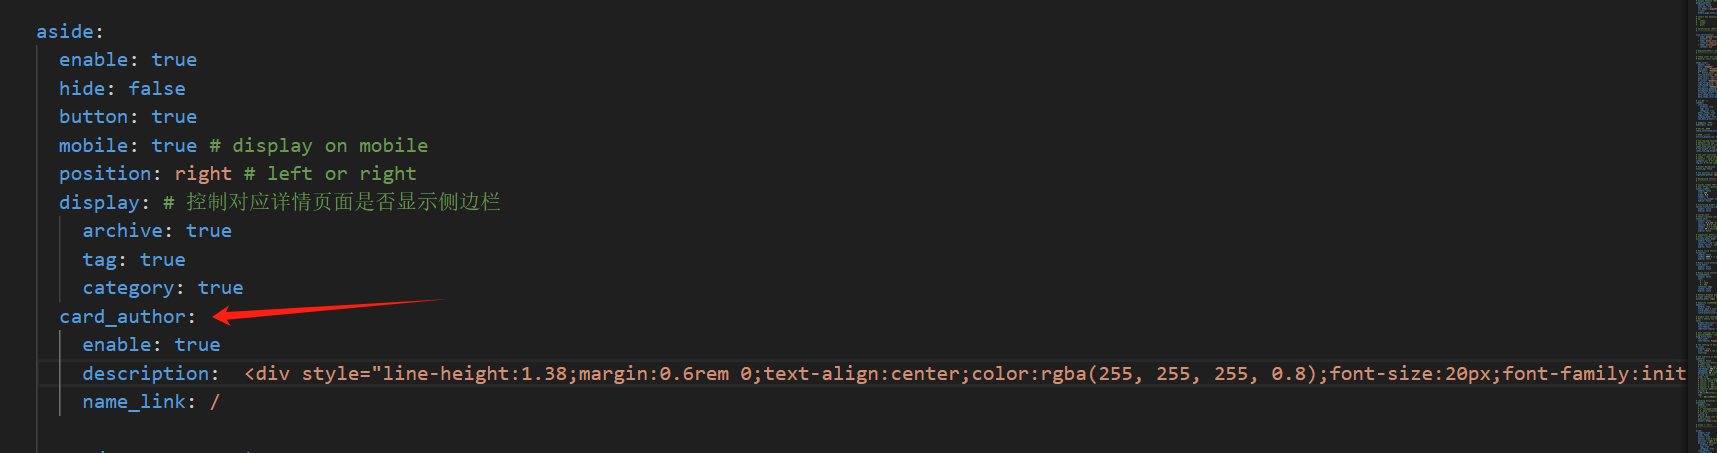 aside:
  enable: true
  hide: false
  button: true
  mobile: true # display on mobile
  position: right # left or right
  display: # 控制对应详情页面是否显示侧边栏
    archive: true
    tag: true
    category: true
  card_author:
    enable: true
    description:  <div style="line-height:1.38;margin:0.6rem 0;text-align:center;color:rgba(255, 255, 255, 0.8);font-size:20px;font-family:init
    name_link: /